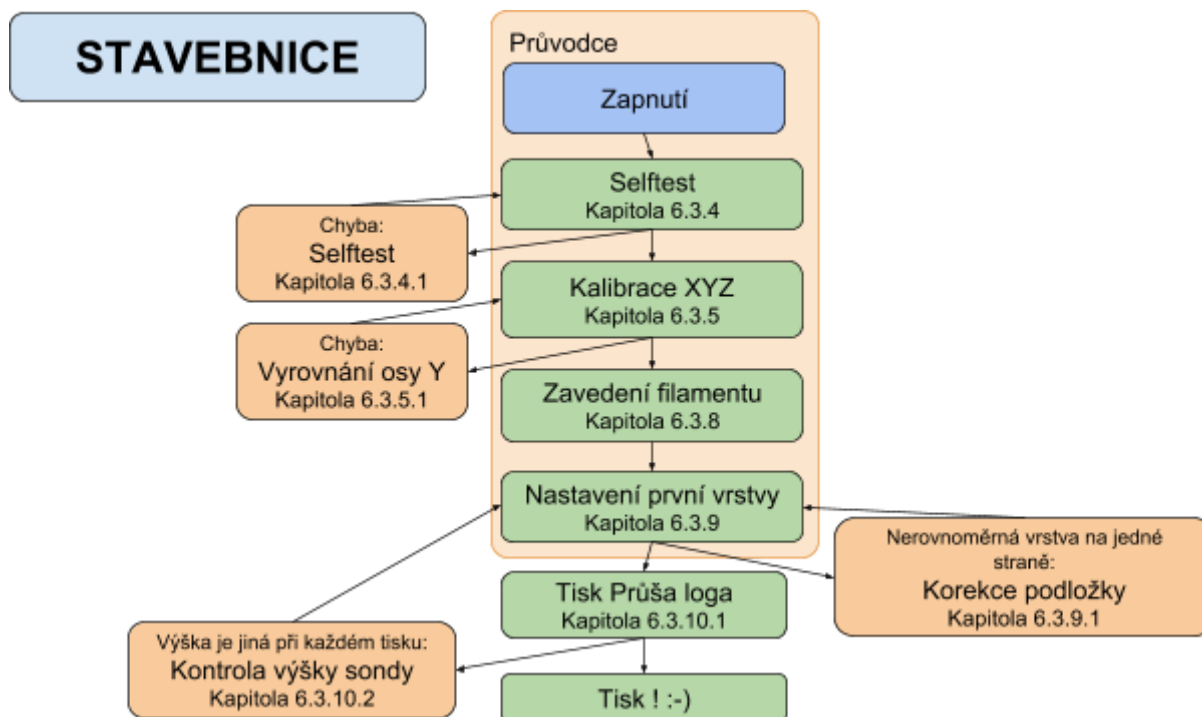 STAVEBNICE
Průvodce
Zapnutí
Selftest
Kapitola 6.3.4
Chyba:
Selftest
Kapitola 6.3.4.1
Kalibrace XYZ
Kapitola 6.3.5
Chyba:
Vyrovnání osy Y
Kapitola 6.3.5.1
Zavedení filamentu
Kapitola 6.3.8
Nastavení první vrstvy
Kapitola 6.3.9
Nerovnoměrná vrstva na jedné
straně:
Korekce podložky
Kapitola 6.3.9.1
Tisk Průša loga
Kapitola 6.3.10.1
Výška je jiná při každém tisku:
Kontrola výšky sondy
Kapitola 6.3.10.2
Tisk ! :-)